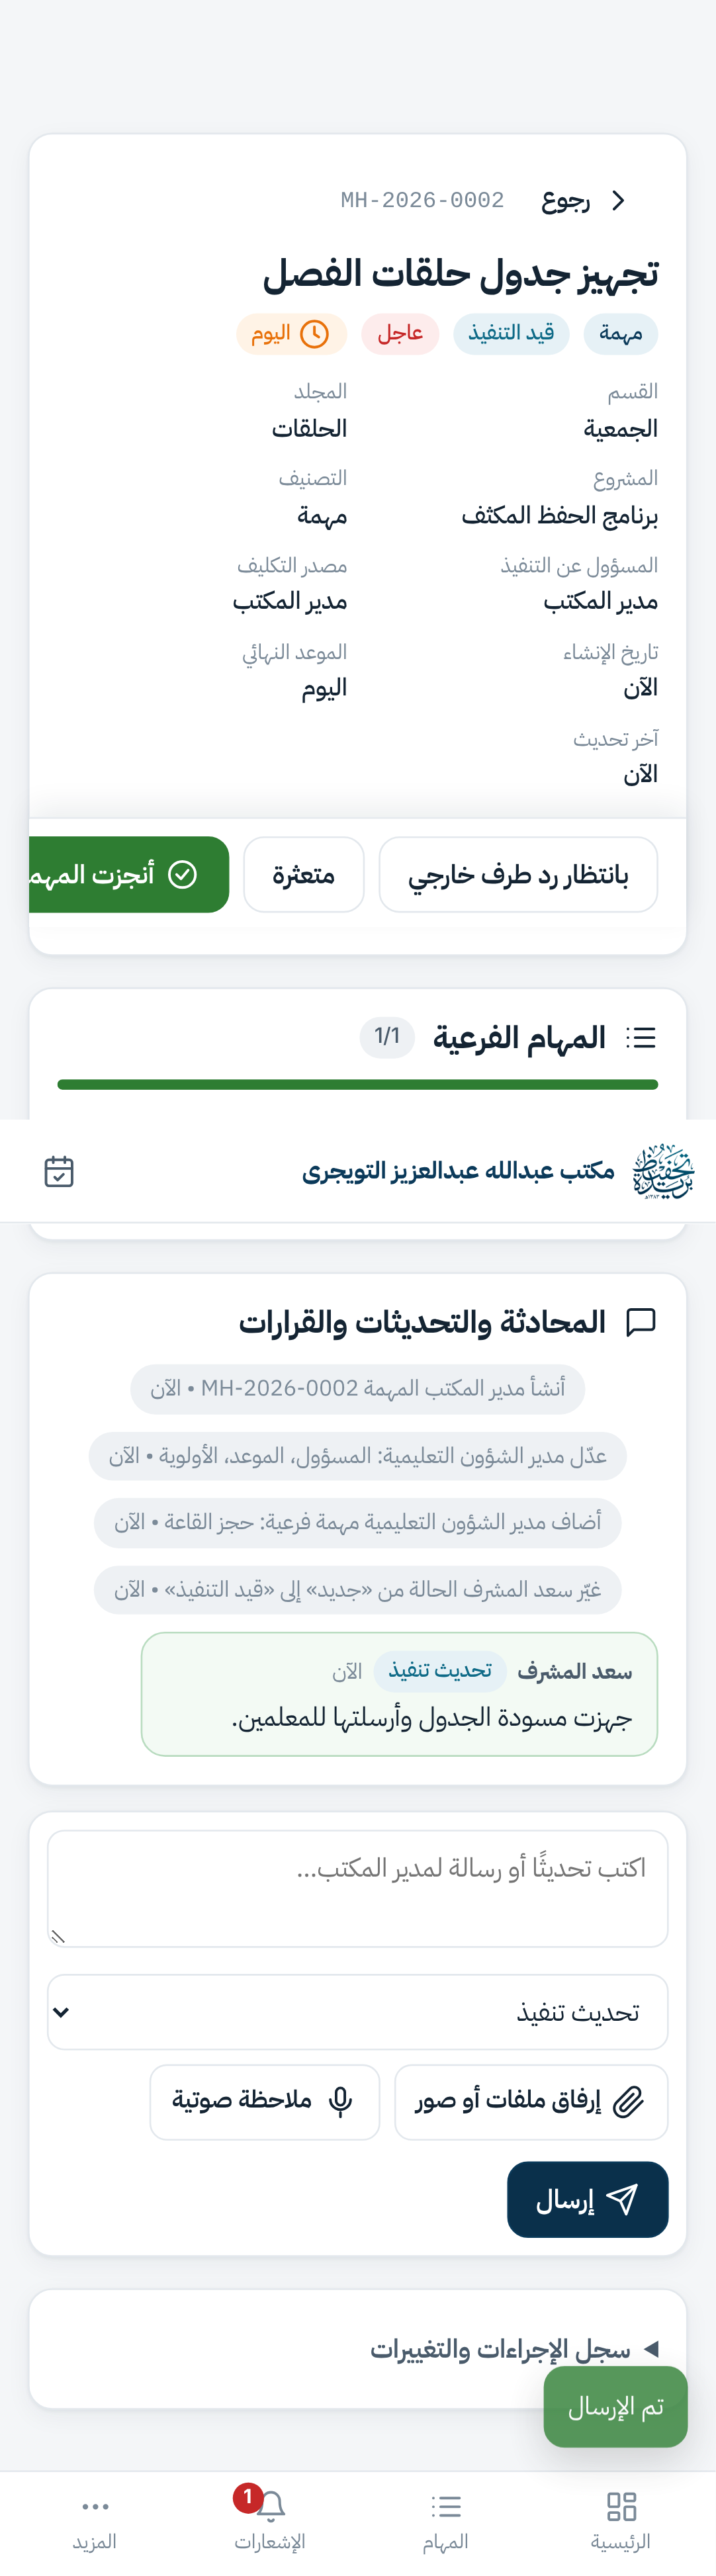 رجوع MH-2026-0002
تجهيز جدول حلقات الفصل
مهمة قيد التنفيذ عاجل اليوم
القسم المجلد
الجمعية الحلقات
المشروع التصنيف
برنامج الحفظ المكثف مهمة
المسؤول عن التنفيذ مصدر التكليف
مدير المكتب مدير المكتب
تاريخ الإنشاء الموعد النهائي
الآن اليوم
آخر تحديث
الآن
بانتظار رد طرف خارجي متعثرة أنجزت المهم
المهام الفرعية 1/1
مكتب عبدالله عبدالعزيز التويجري
المحادثة والتحديثات والقرارات
أنشأ مدير المكتب المهمة MH-2026-0002 • الآن
عدّل مدير الشؤون التعليمية: المسؤول، الموعد، الأولوية • الآن
أضاف مدير الشؤون التعليمية مهمة فرعية: حجز القاعة • الآن
غيّر سعد المشرف الحالة من «جديد» إلى «قيد التنفيذ» • الآن
سعد المشرف تحديث تنفيذ الآن
جهزت مسودة الجدول وأرسلتها للمعلمين.
اكتب تحديثًا أو رسالة لمدير المكتب...
تحديث تنفيذ
إرفاق ملفات أو صور ملاحظة صوتية
إرسال
سجل الإجراءات والتغييرات
تم الإرسال
1
الرئيسية المهام الإشعارات المزيد